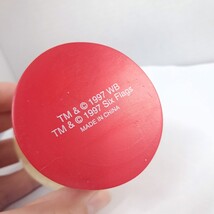 TM & © 1997 WB
TM & © 1997 Six Flags
MADE IN CHINA